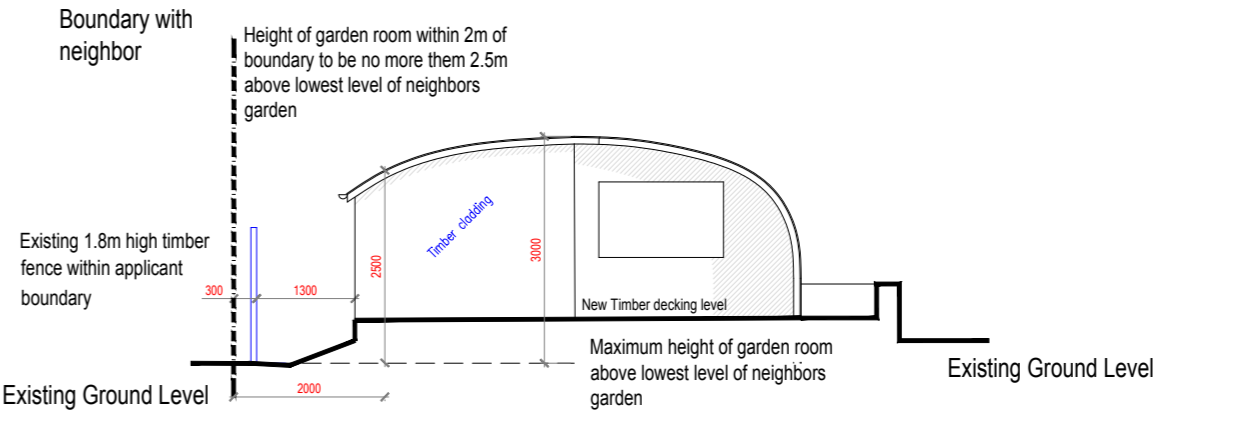 Boundary with
neighbor
Height of garden room within 2m of
boundary to be no more them 2.5m
above lowest level of neighbors
garden
Timber cladding
Existing 1.8m high timber
fence within applicant
boundary
300
1300
2500
3000
New Timber decking level
Maximum height of garden room
above lowest level of neighbors
garden
Existing Ground Level
Existing Ground Level
2000